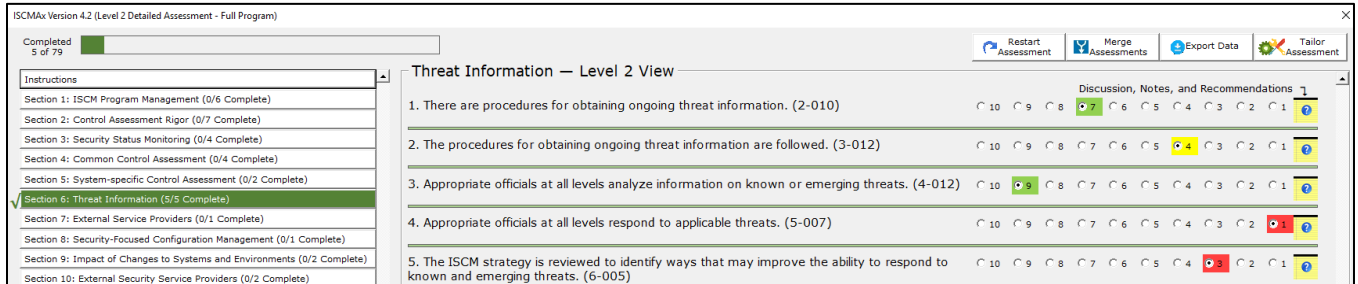 ISCMAx Version 4.2 (Level 2 Detailed Assessment - Full Program)
Completed
5 of 79
Restart
Assessment
Merge
Assessments
Export Data
Tailor
Assessment
Instructions
Section 1: ISCM Program Management (0/6 Complete)
Section 2: Control Assessment Rigor (0/7 Complete)
Section 3: Security Status Monitoring (0/4 Complete)
Section 4: Common Control Assessment (0/4 Complete)
Section 5: System-specific Control Assessment (0/2 Complete)
Section 6: Threat Information (5/5 Complete)
Section 7: External Service Providers (0/1 Complete)
Section 8: Security-Focused Configuration Management (0/1 Complete)
Section 9: Impact of Changes to Systems and Environments (0/2 Complete)
Section 10: External Security Service Providers (0/2 Complete)
Threat Information — Level 2 View
Discussion, Notes, and Recommendations
1. There are procedures for obtaining ongoing threat information. (2-010) 10 9 8 7 6 5 4 3 2 1 ?
2. The procedures for obtaining ongoing threat information are followed. (3-012) 10 9 8 7 6 5 4 3 2 1 ?
3. Appropriate officials at all levels analyze information on known or emerging threats. (4-012) 10 9 8 7 6 5 4 3 2 1 ?
4. Appropriate officials at all levels respond to applicable threats. (5-007) 10 9 8 7 6 5 4 3 2 1 ?
5. The ISCM strategy is reviewed to identify ways that may improve the ability to respond to 10 9 8 7 6 5 4 3 2 1 ?
known and emerging threats. (6-005)